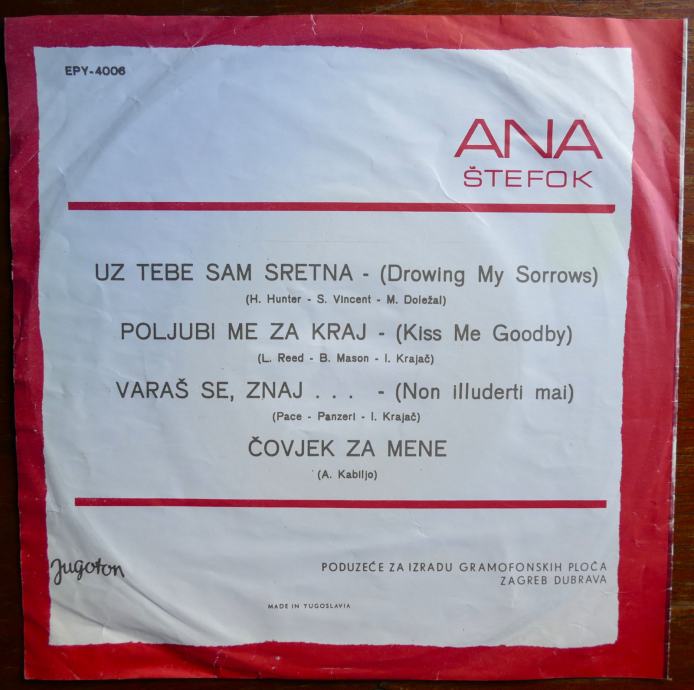 EPY-4006
ANA
ŠTEFOK
UZ TEBE SAM SRETNA - (Drowing My Sorrows)
(H. Hunter - S. Vincent - M. Doležal)
POLJUBI ME ZA KRAJ - (Kiss Me Goodby)
(L. Reed - B. Mason - I. Krajač)
VARAŠ SE, ZNAJ . . . - (Non illuderti mai)
(Pace - Panzeri - I. Krajač)
ČOVJEK ZA MENE
(A. Kabiljo)
Jugoton
PODUZEĆE ZA IZRADU GRAMOFONSKIH PLOČA
ZAGREB DUBRAVA
MADE IN YUGOSLAVIA